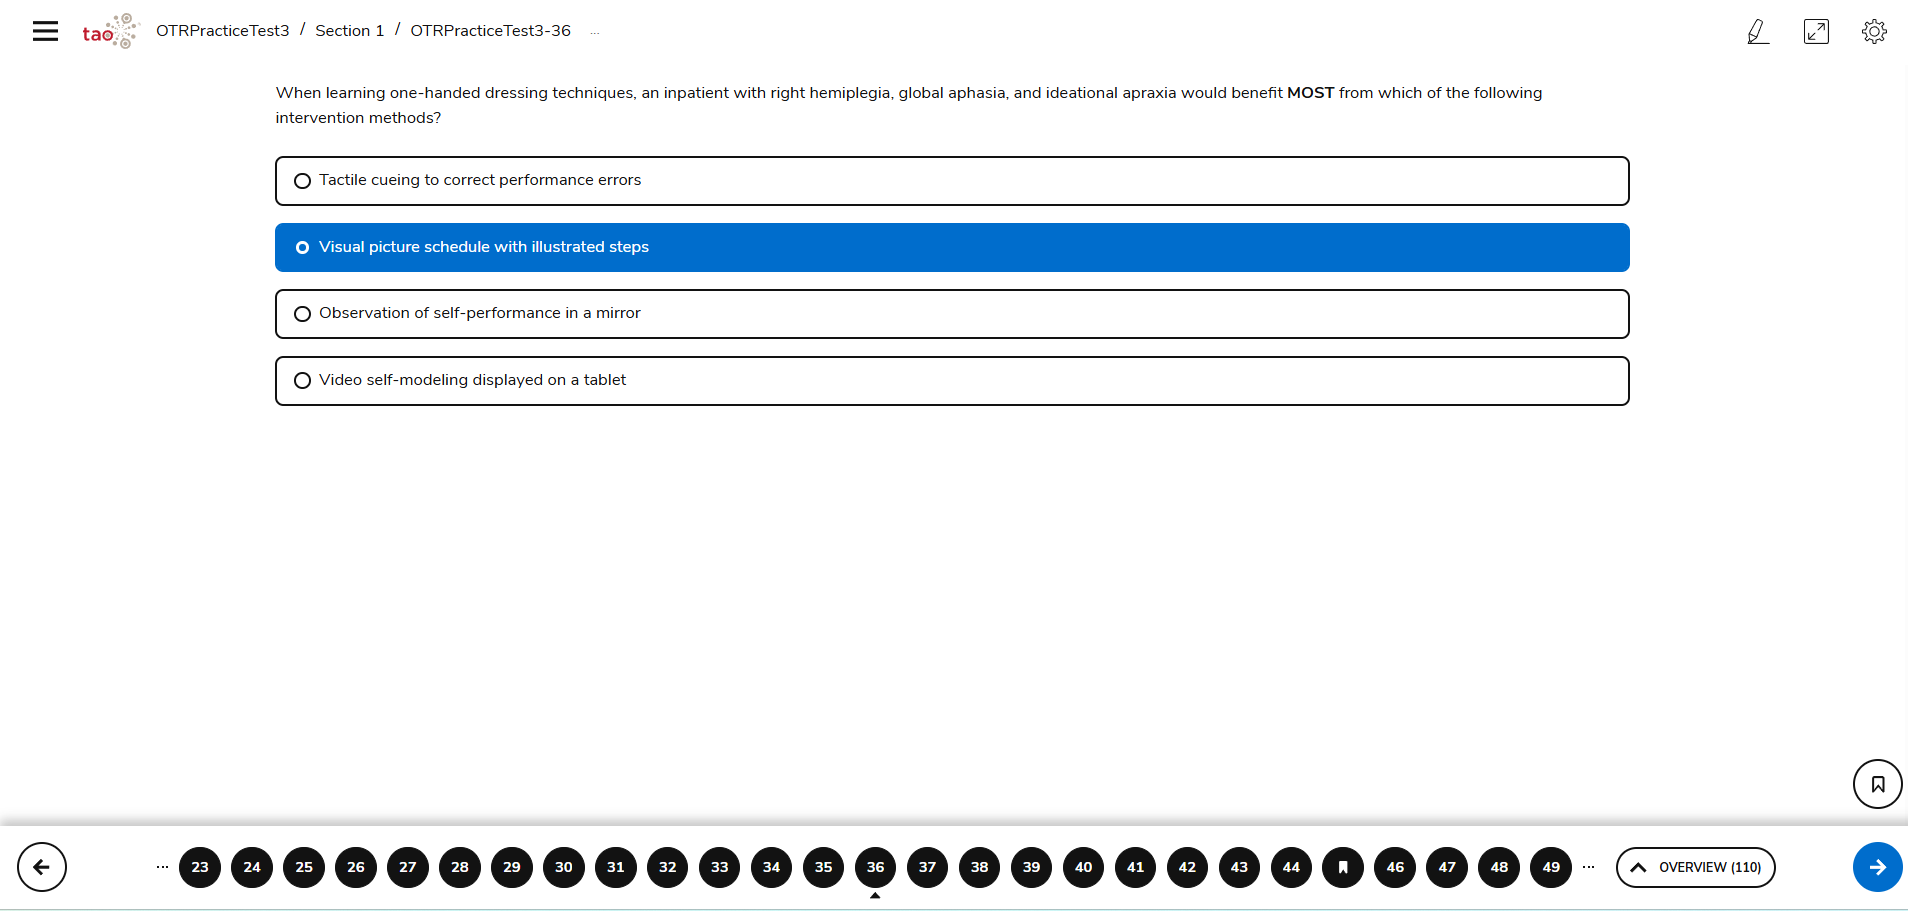 tao
OTRPracticeTest3 / Section 1 / OTRPracticeTest3-36 ...
When learning one-handed dressing techniques, an inpatient with right hemiplegia, global aphasia, and ideational apraxia would benefit MOST from which of the following
intervention methods?
Tactile cueing to correct performance errors
Visual picture schedule with illustrated steps
Observation of self-performance in a mirror
Video self-modeling displayed on a tablet
... 23 24 25 26 27 28 29 30 31 32 33 34 35 36 37 38 39 40 41 42 43 44 46 47 48 49 ... OVERVIEW (110)